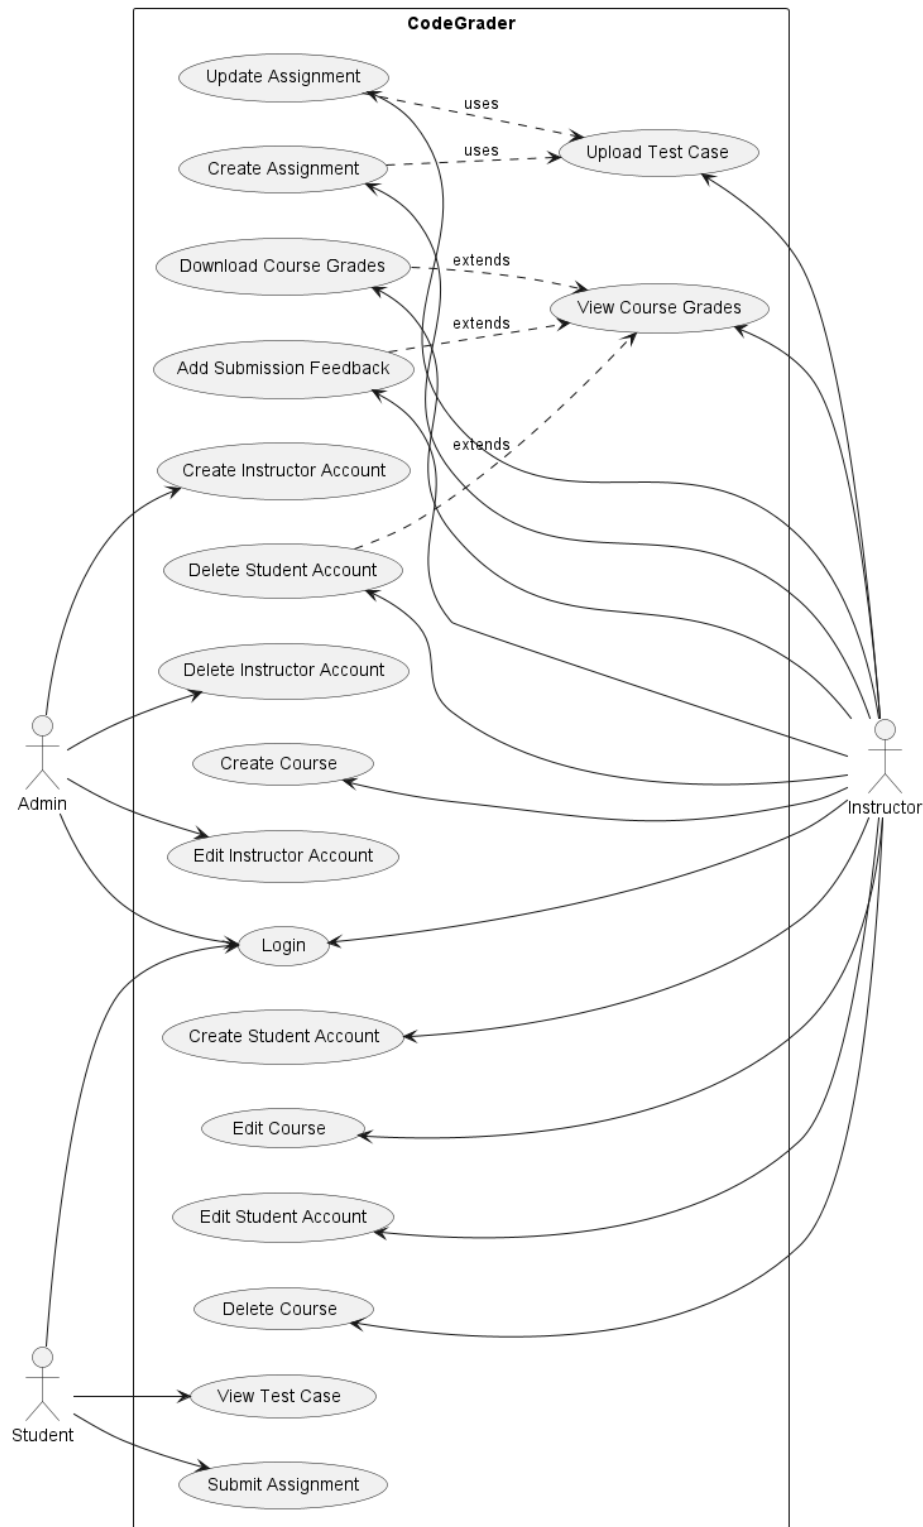 CodeGrader
Update Assignment
uses
Upload Test Case
uses
Create Assignment
Download Course Grades
extends
View Course Grades
extends
Add Submission Feedback
extends
Create Instructor Account
Delete Student Account
Delete Instructor Account
Create Course
Admin
Instructor
Edit Instructor Account
Login
Create Student Account
Edit Course
Edit Student Account
Delete Course
View Test Case
Student
Submit Assignment